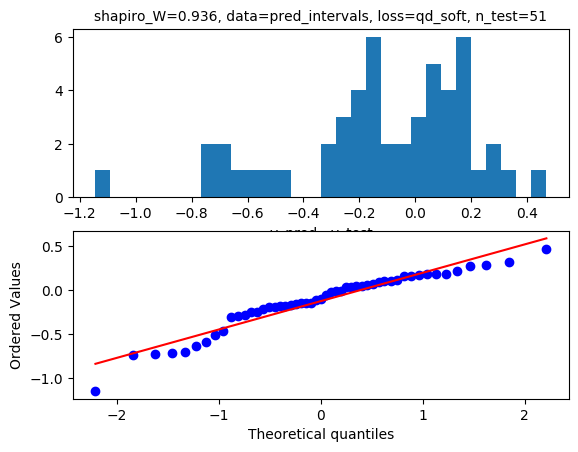 shapiro_W=0.936, data=pred_intervals, loss=qd_soft, n_test=51
6
4
2
0
−1.2 −1.0 −0.8 −0.6 −0.4 −0.2 0.0 0.2 0.4
0.5
0.0
−0.5
−1.0
Ordered Values
−2 −1 0 1 2
Theoretical quantiles